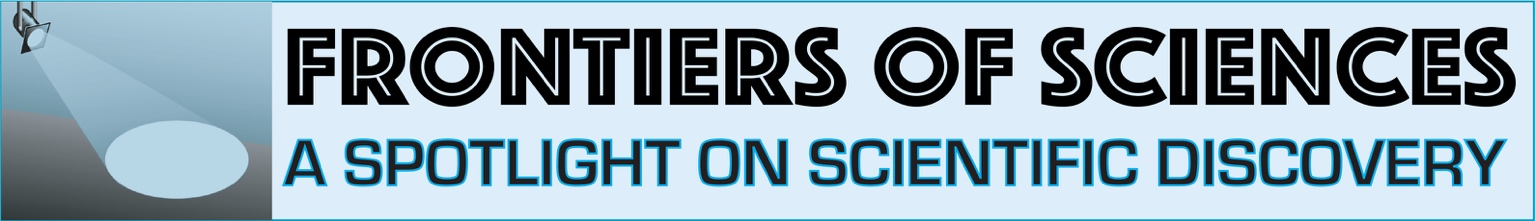 FRONTIERS OF SCIENCES
A SPOTLIGHT ON SCIENTIFIC DISCOVERY